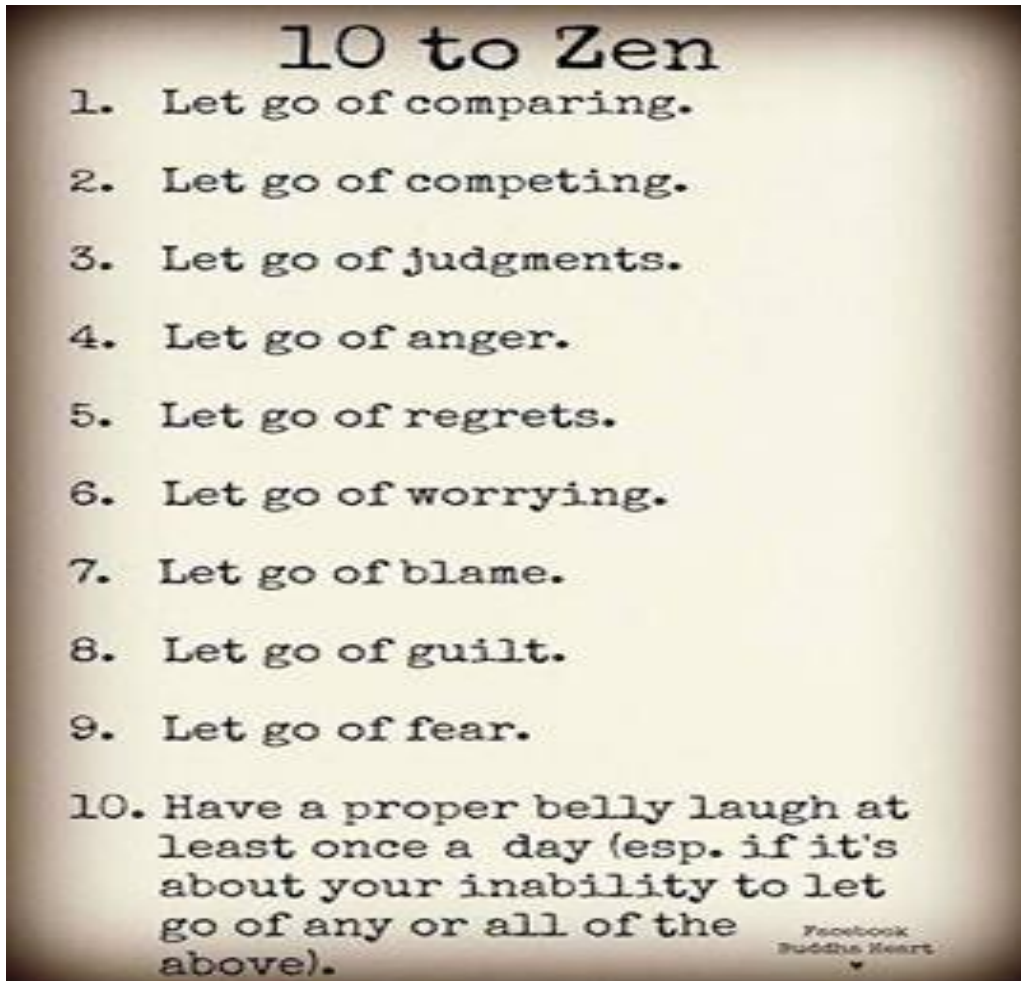 10 to Zen
1. Let go of comparing.
2. Let go of competing.
3. Let go of judgments.
4. Let go of anger.
5. Let go of regrets.
6. Let go of worrying.
7. Let go of blame.
8. Let go of guilt.
9. Let go of fear.
10. Have a proper belly laugh at
least once a day (esp. if it's
about your inability to let
go of any or all of the
above).
Facebook
Buddha Heart